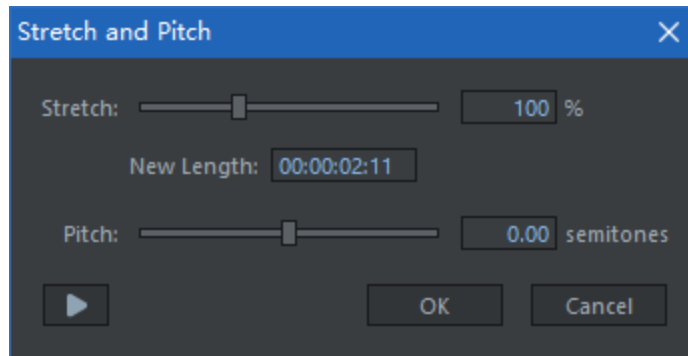 Stretch and Pitch
Stretch: 100 %
New Length: 00:00:02:11
Pitch: 0.00 semitones
OK Cancel